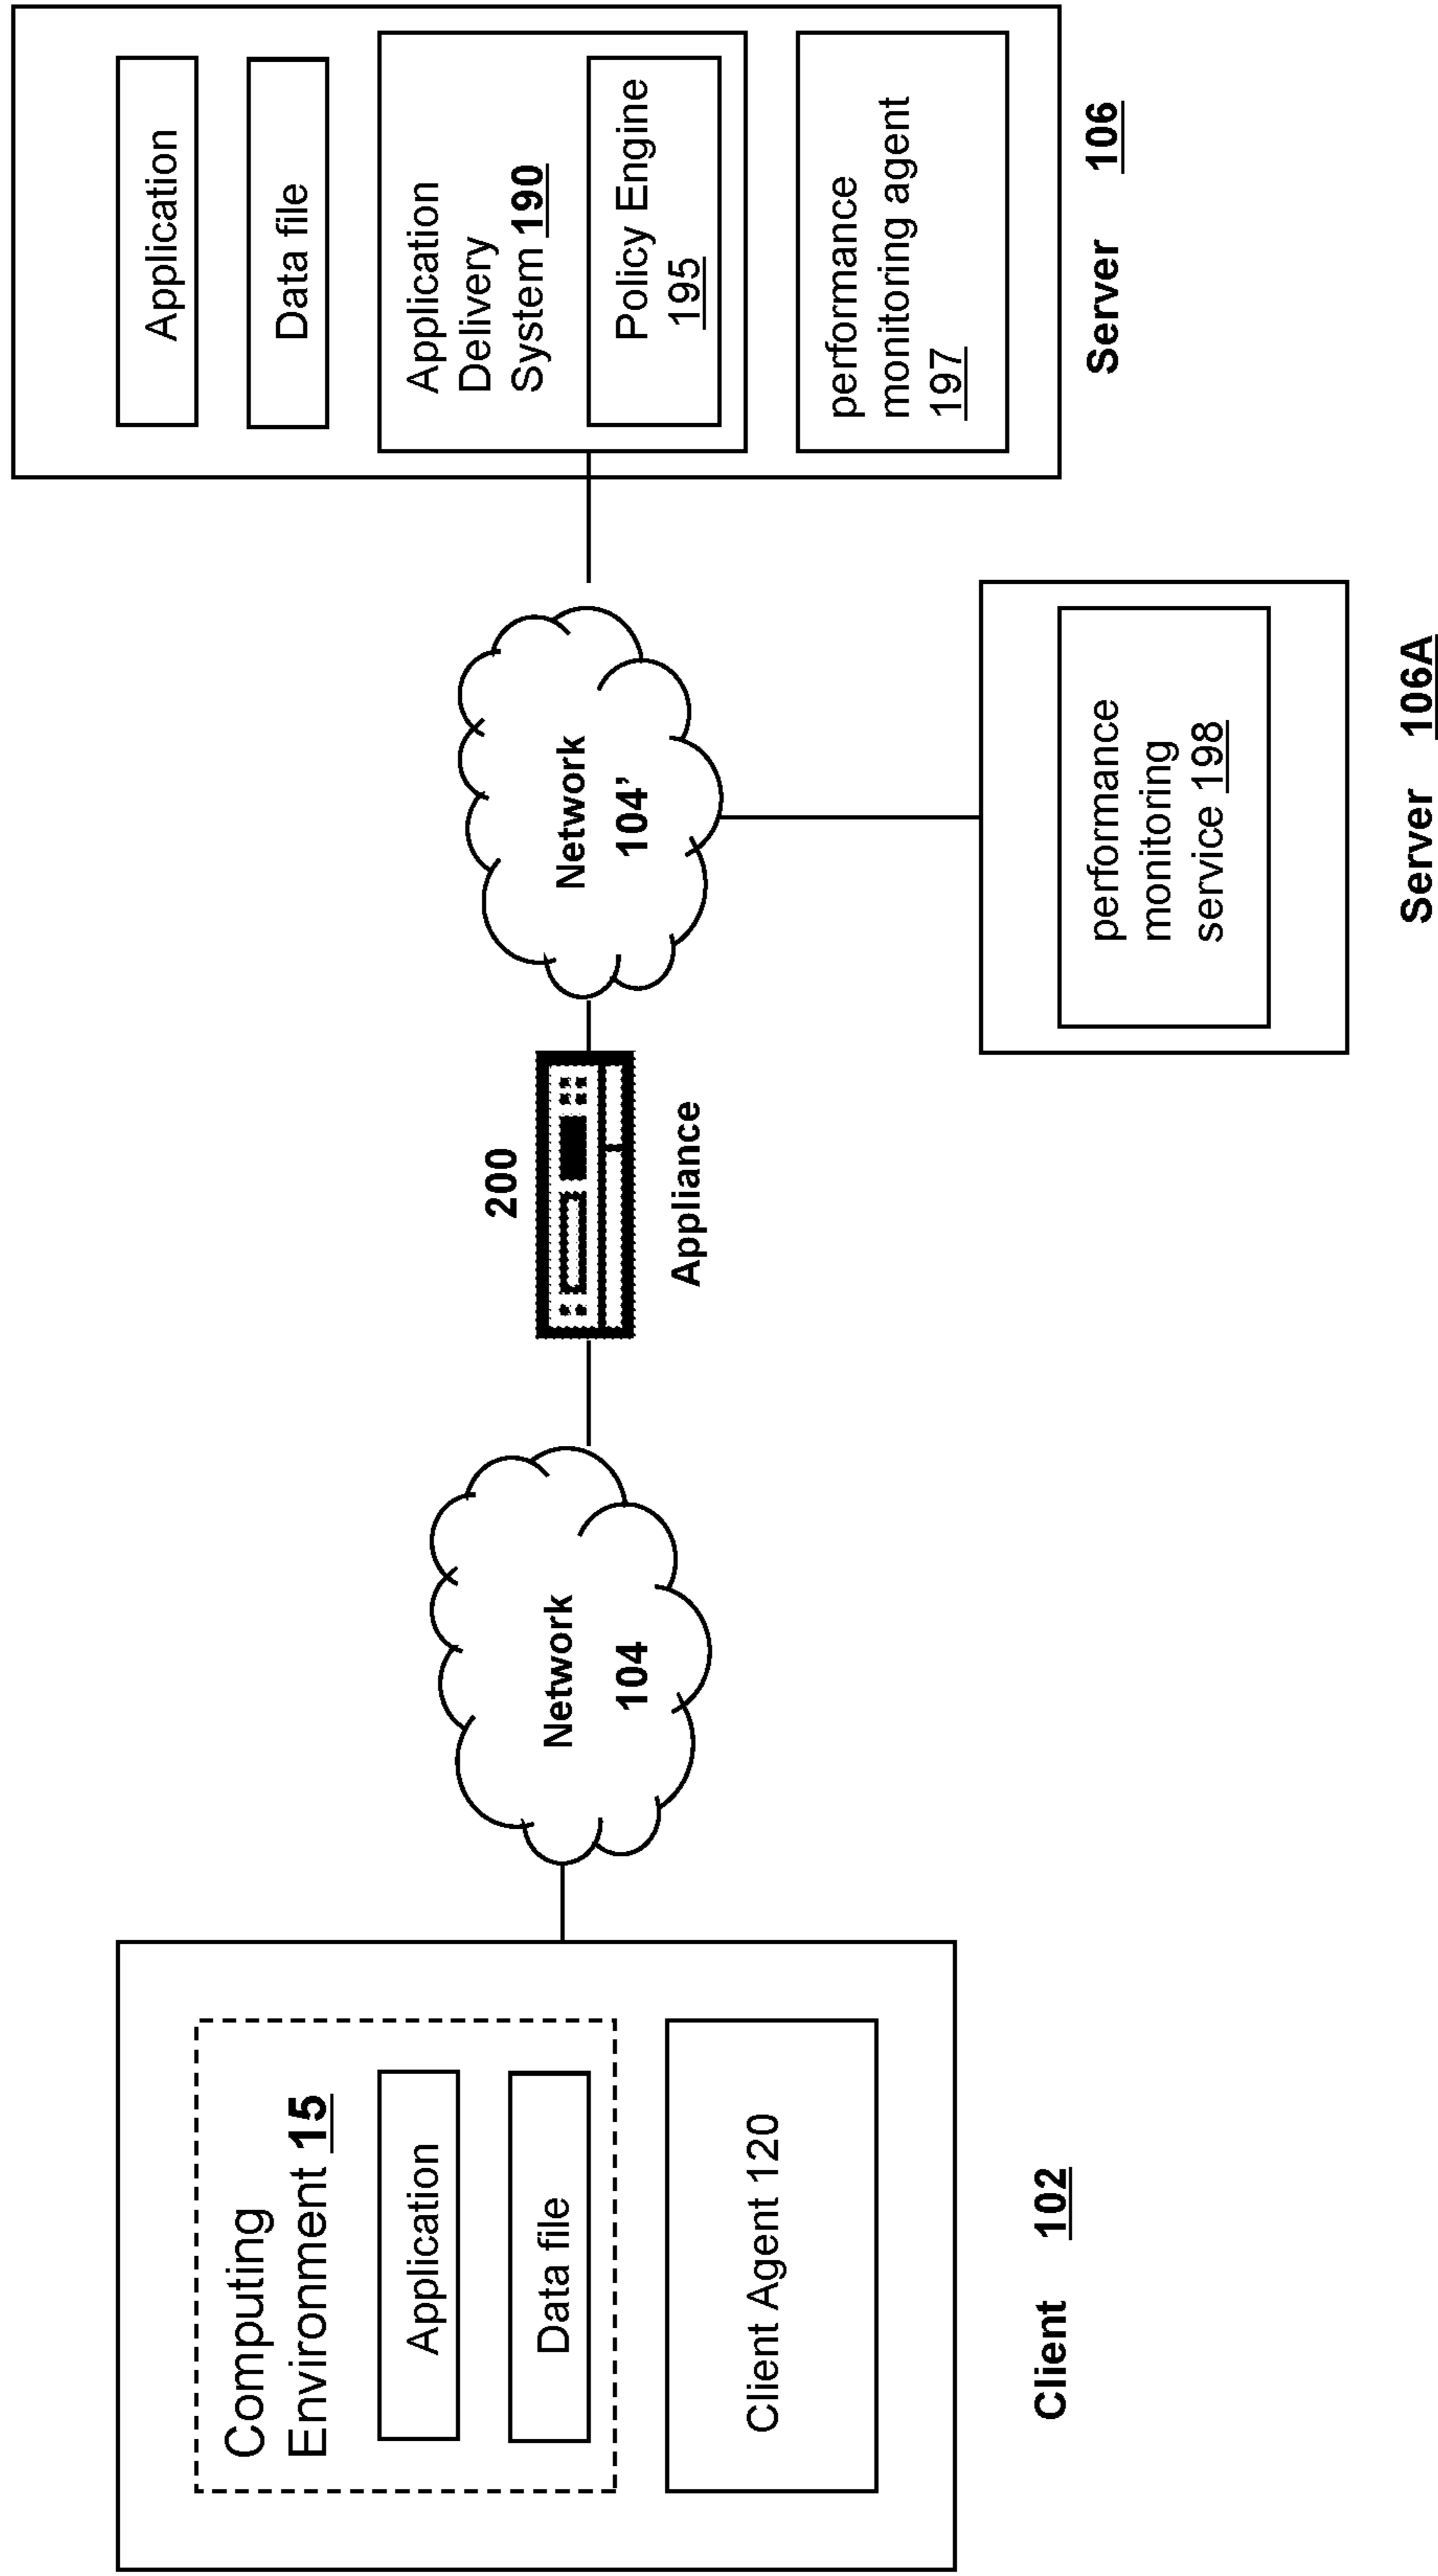 Computing
Environment 15
Application
Data file
Client Agent 120
Client 102
Network
104
200
Appliance
Network
104’
performance
monitoring
service 198
Server 106A
Application
Data file
Application
Delivery
System 190
Policy Engine
195
performance
monitoring agent
197
Server 106